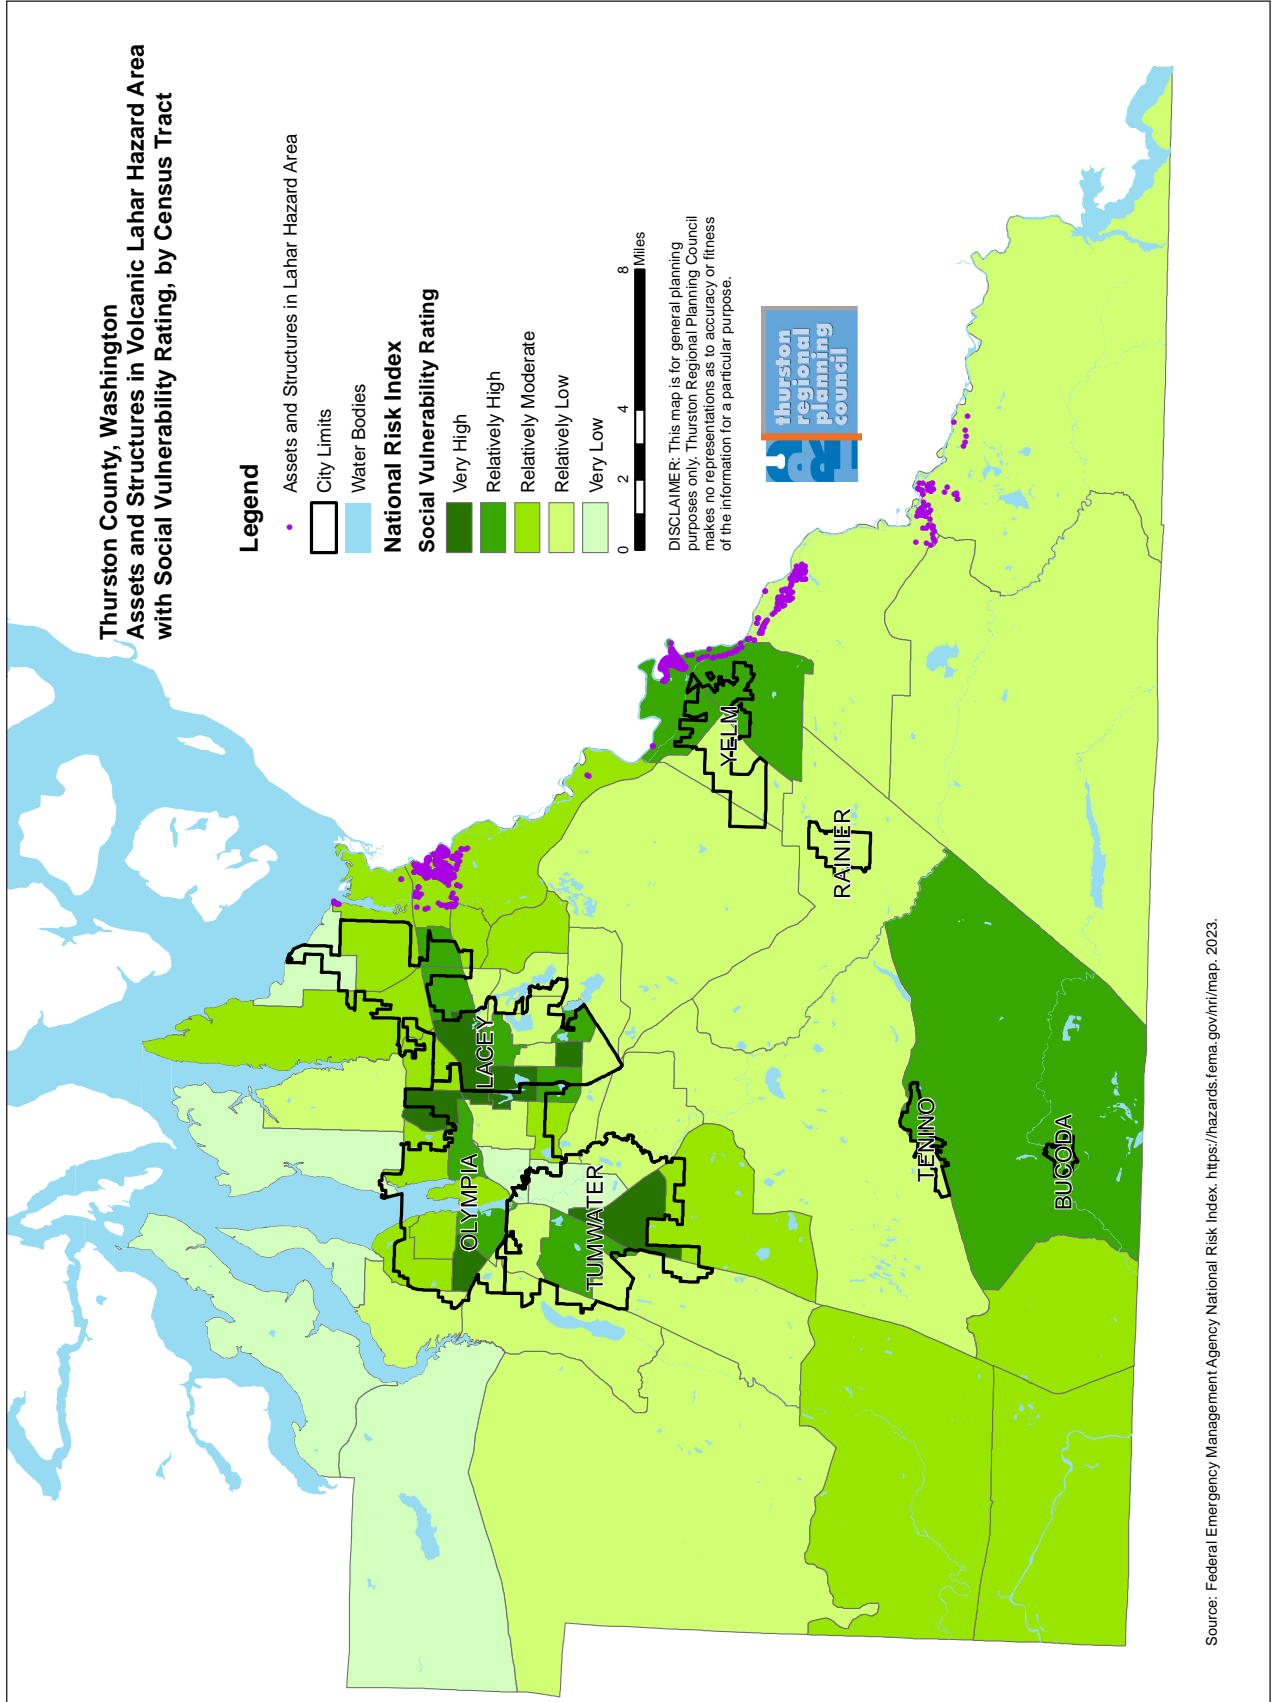 Thurston County, Washington
Assets and Structures in Volcanic Lahar Hazard Area
with Social Vulnerability Rating, by Census Tract
Legend
Assets and Structures in Lahar Hazard Area
City Limits
Water Bodies
National Risk Index
Social Vulnerability Rating
Very High
Relatively High
Relatively Moderate
Relatively Low
Very Low
0 2 4 8
Miles
DISCLAIMER: This map is for general planning
purposes only. Thurston Regional Planning Council
makes no representations as to accuracy or fitness
of the information for a particular purpose.
TRPC
thurston
regional
planning
council
OLYMPIA
LACEY
TUMWATER
YELM
RAINIER
TENINO
BUCODA
Source: Federal Emergency Management Agency National Risk Index. https://hazards.fema.gov/nri/map. 2023.